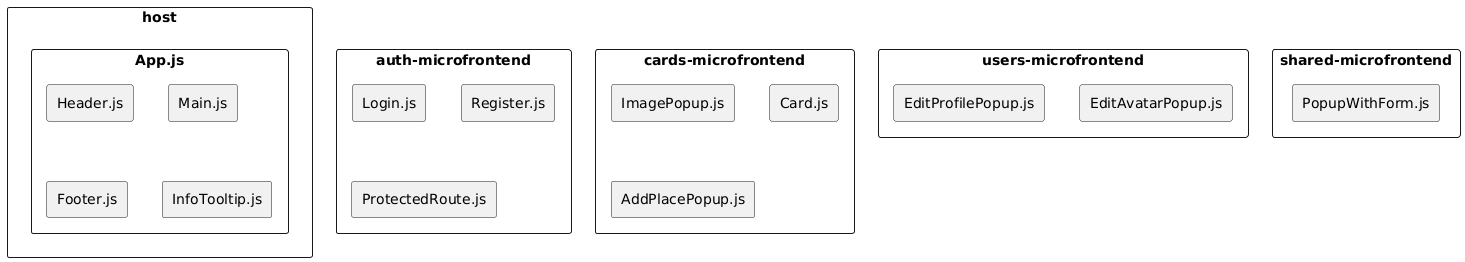 host
App.js
Header.js
Main.js
Footer.js
InfoTooltip.js
auth-microfrontend
Login.js
Register.js
ProtectedRoute.js
cards-microfrontend
ImagePopup.js
Card.js
AddPlacePopup.js
users-microfrontend
EditProfilePopup.js
EditAvatarPopup.js
shared-microfrontend
PopupWithForm.js